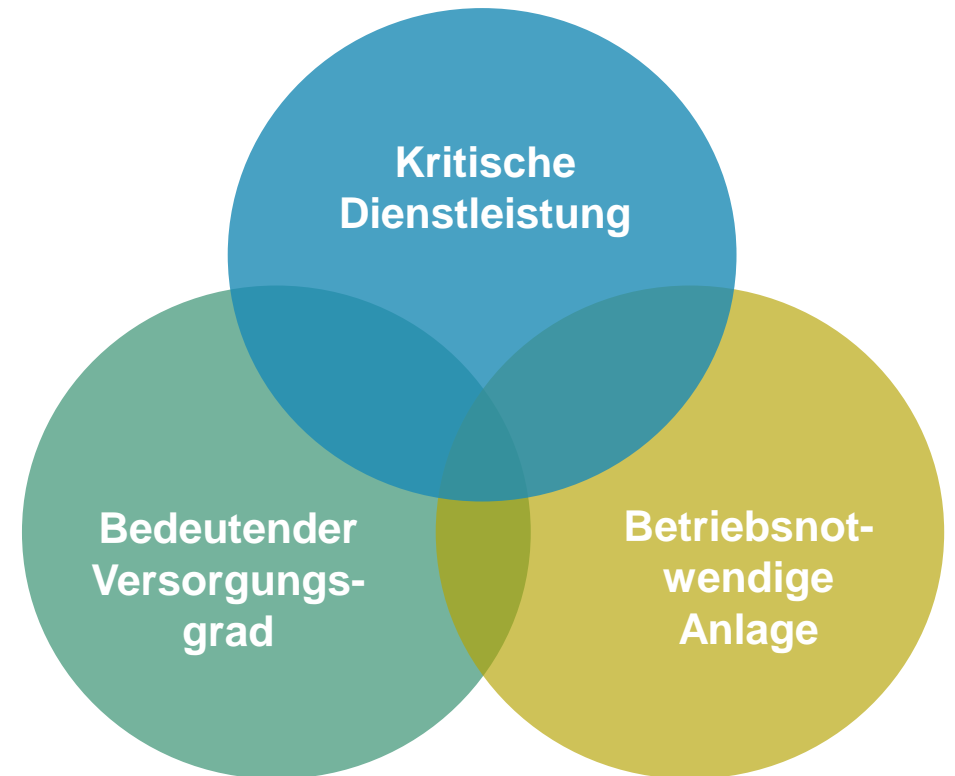 Kritische
Dienstleistung
Bedeutender
Versorgungs-
grad
Betriebsnot-
wendige
Anlage